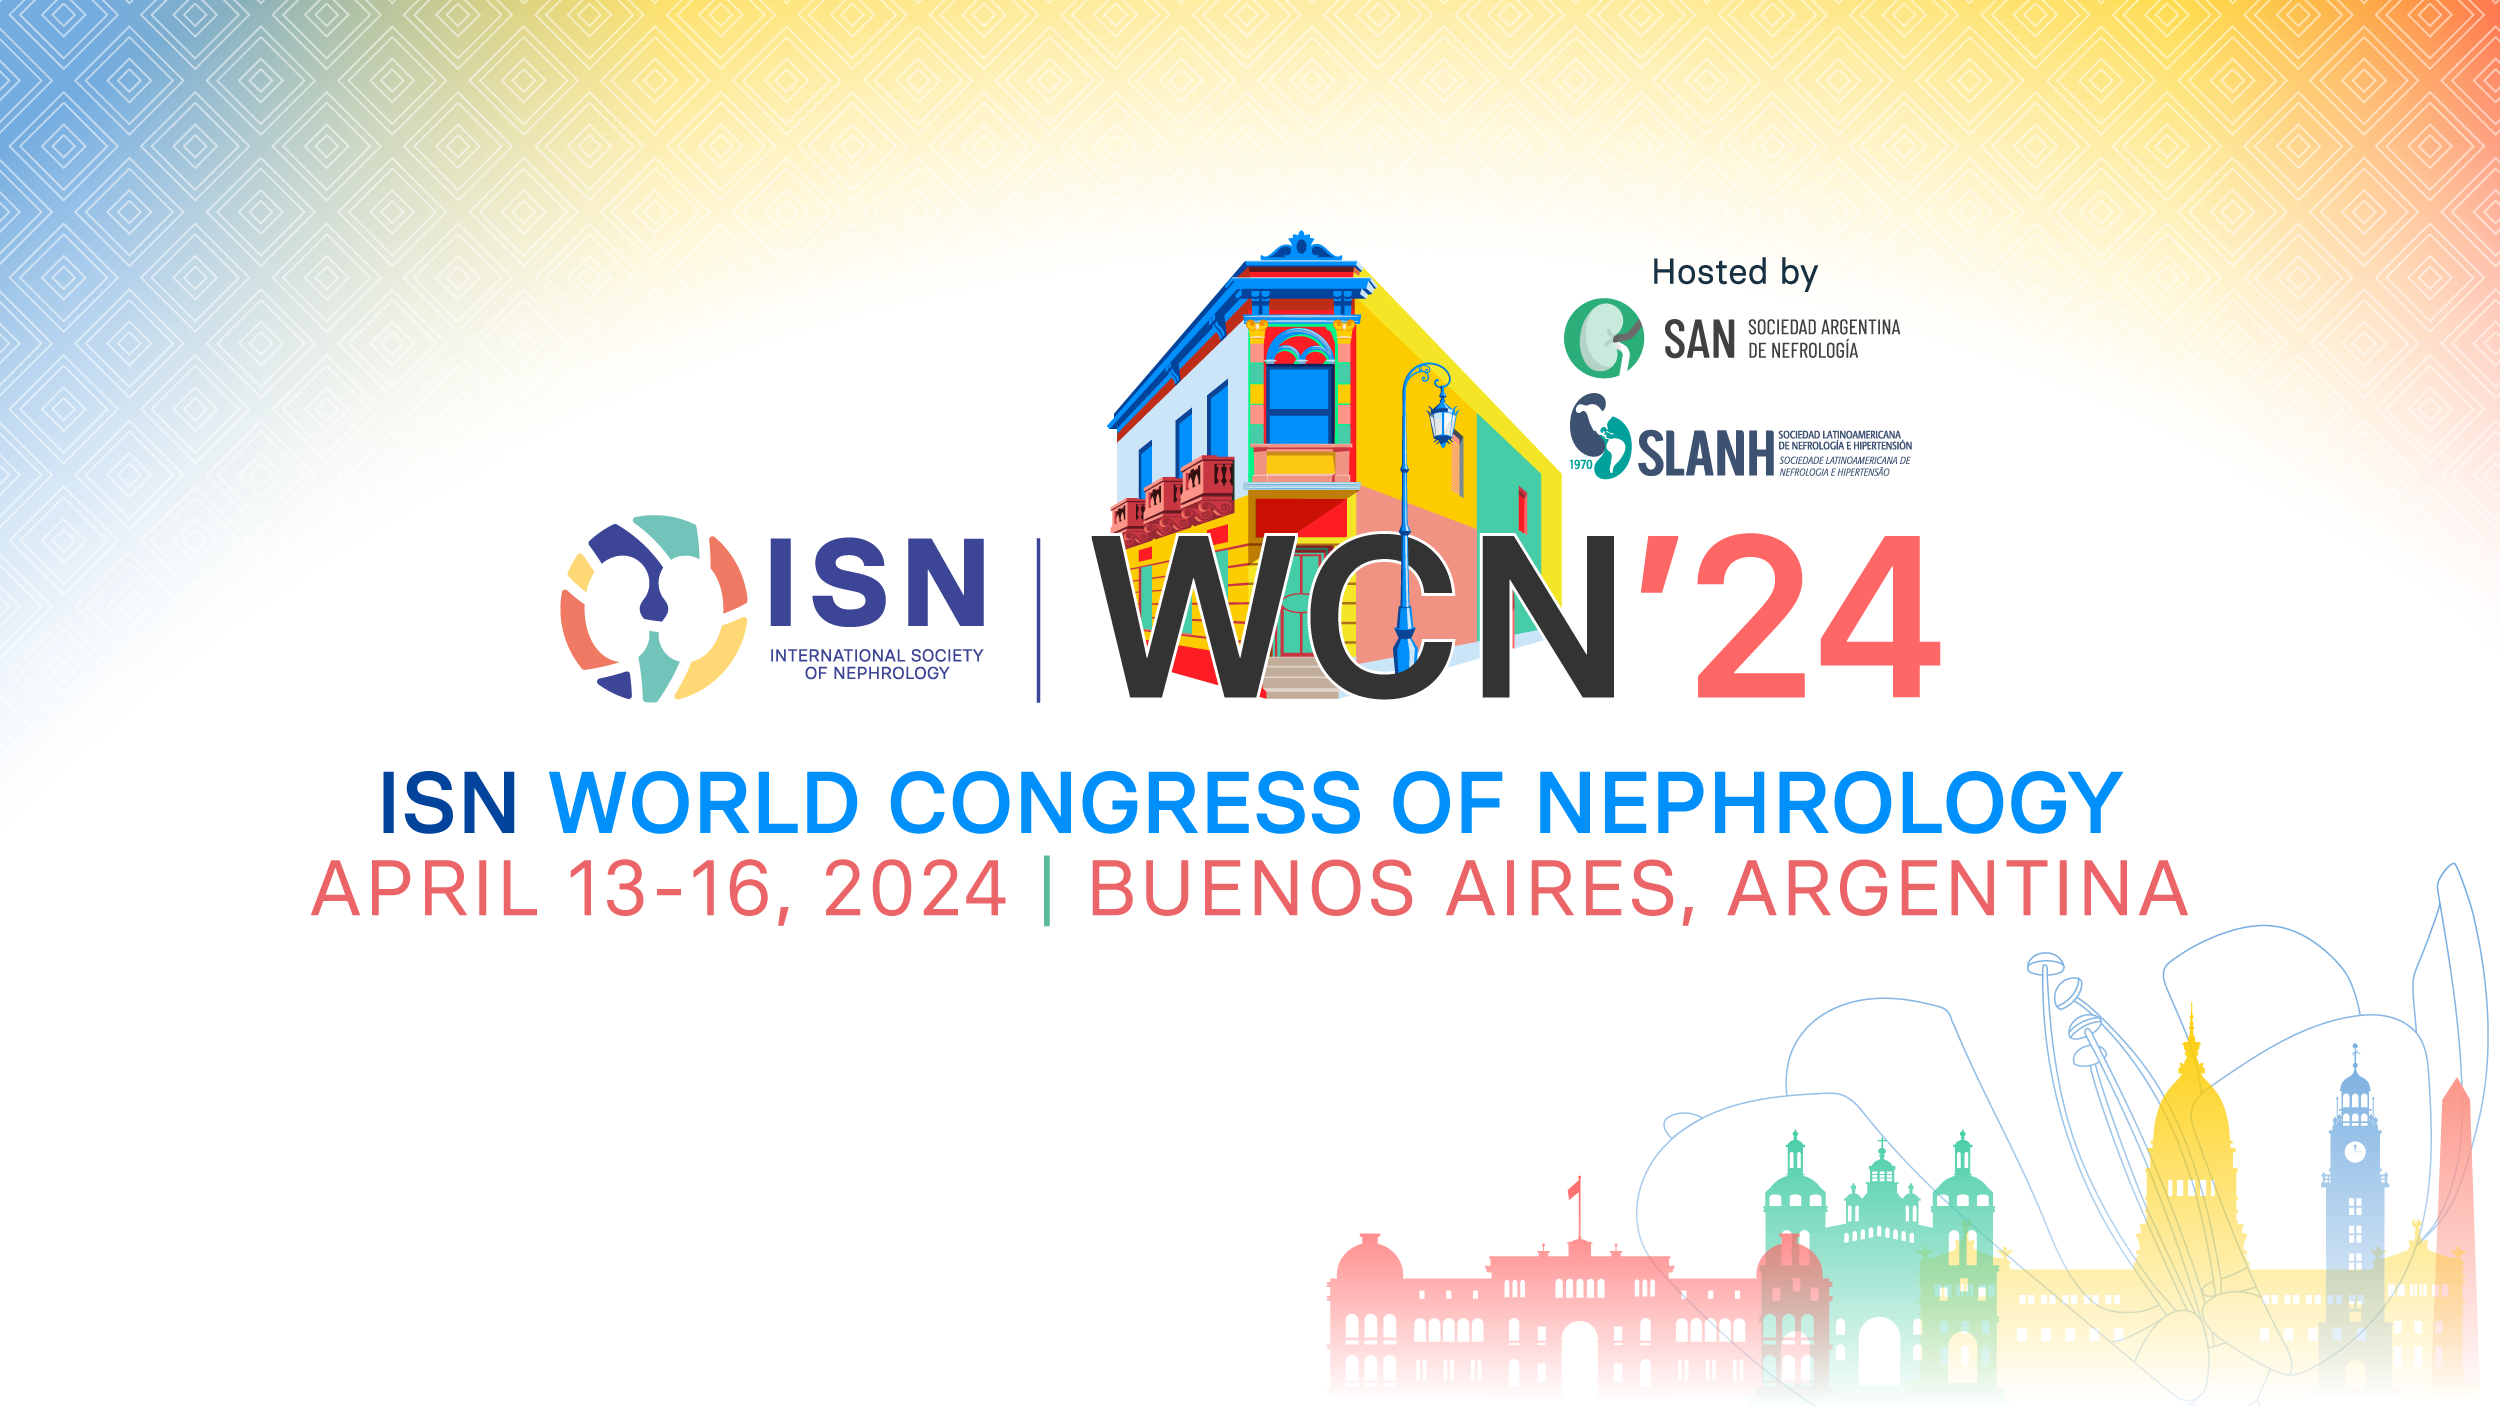 Hosted by
SAN SOCIEDAD ARGENTINA
DE NEFROLOGÍA
1970
SLANH
SOCIEDAD LATINOAMERICANA
DE NEFROLOGÍA E HIPERTENSIÓN
SOCIEDADE LATINOAMERICANA DE
NEFROLOGIA E HIPERTENSÃO
ISN
INTERNATIONAL SOCIETY
OF NEPHROLOGY
WCN'24
ISN WORLD CONGRESS OF NEPHROLOGY
APRIL 13-16, 2024 | BUENOS AIRES, ARGENTINA